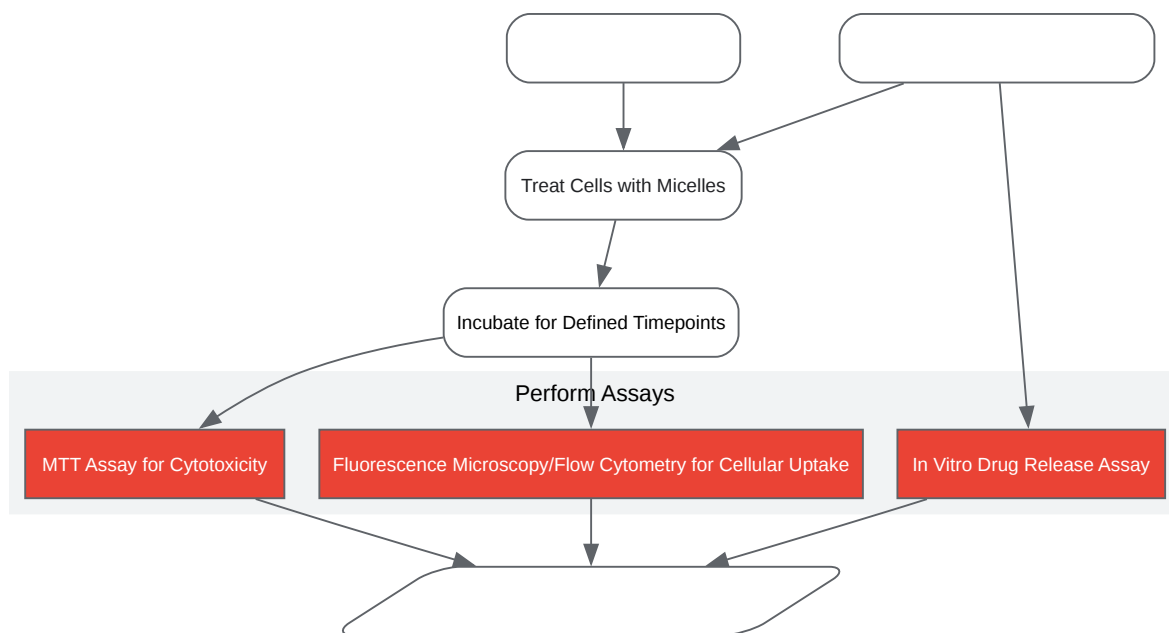 Treat Cells with Micelles
Incubate for Defined Timepoints
Perform Assays
MTT Assay for Cytotoxicity
Fluorescence Microscopy/Flow Cytometry for Cellular Uptake
In Vitro Drug Release Assay